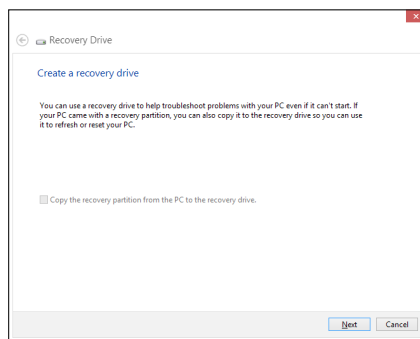 Recovery Drive
Create a recovery drive
You can use a recovery drive to help troubleshoot problems with your PC even if it can't start. If
your PC came with a recovery partition, you can also copy it to the recovery drive so you can use
it to refresh or reset your PC.
Copy the recovery partition from the PC to the recovery drive.
Next Cancel